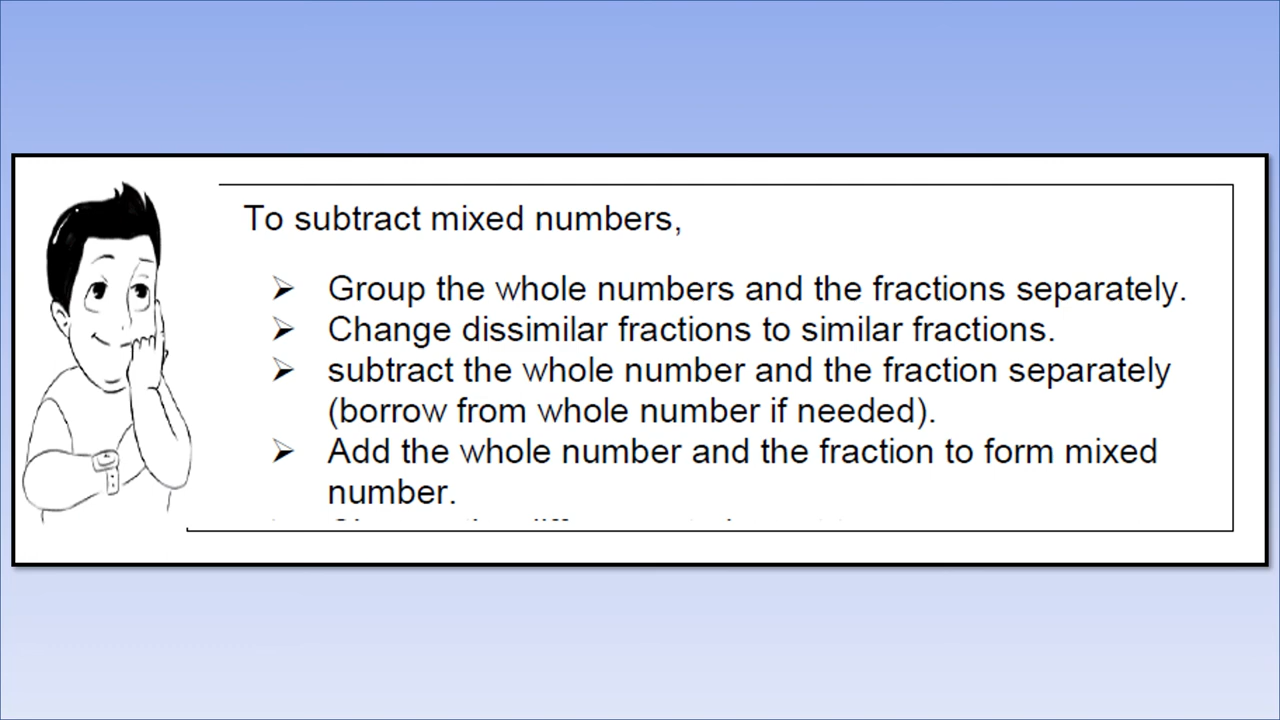 To subtract mixed numbers,
➢ Group the whole numbers and the fractions separately.
➢ Change dissimilar fractions to similar fractions.
➢ subtract the whole number and the fraction separately
(borrow from whole number if needed).
➢ Add the whole number and the fraction to form mixed
number.